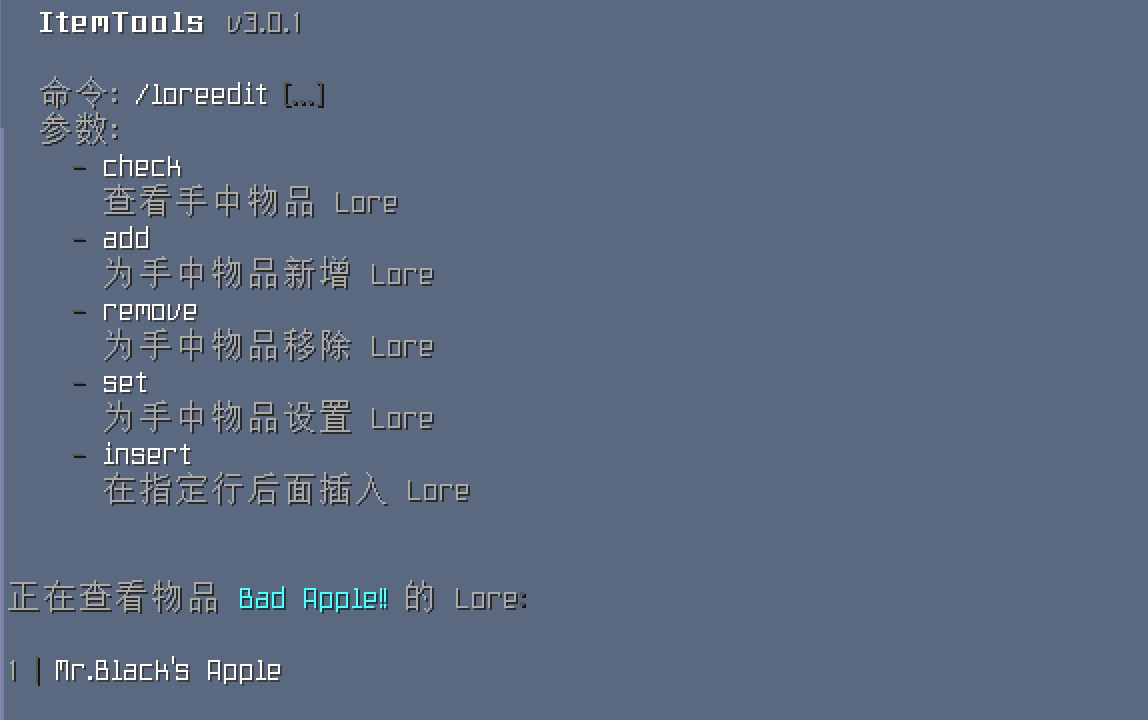 ItemTools v3.0.1
命令: /loreedit [...]
参数:
- check
查看手中物品 Lore
- add
为手中物品新增 Lore
- remove
为手中物品移除 Lore
- set
为手中物品设置 Lore
- insert
在指定行后面插入 Lore
正在查看物品 Bad Apple!! 的 Lore:
1 | Mr.Black's Apple